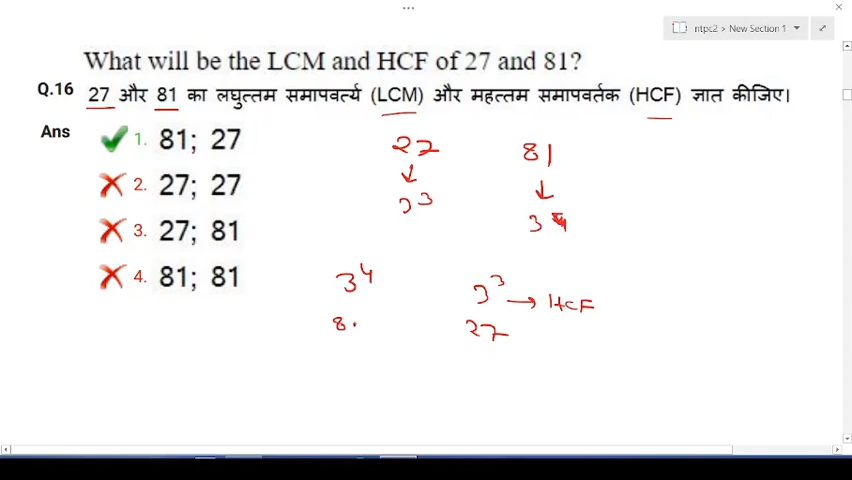 ntpc2 > New Section 1
What will be the LCM and HCF of 27 and 81?
Q.16 27 और 81 का लघुत्तम समापवर्त्य (LCM) और महत्तम समापवर्तक (HCF) ज्ञात कीजिए।
Ans
1. 81; 27
2. 27; 27
3. 27; 81
4. 81; 81
27 81
3³ 3⁴
3⁴ 3³ → HCF
8 27